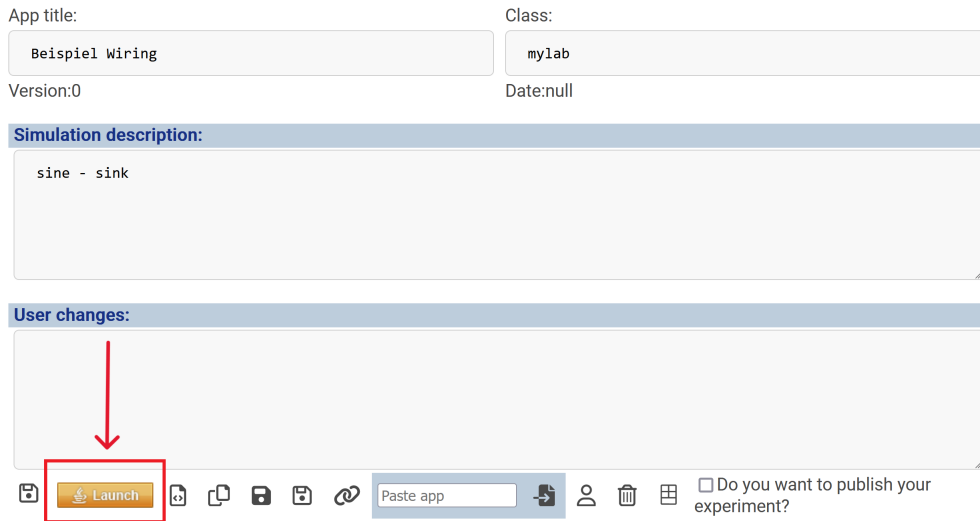 App title:
Class:
Beispiel Wiring
mylab
Version:0
Date:null
Simulation description:
sine - sink
User changes:
Launch
Paste app
Do you want to publish your
experiment?